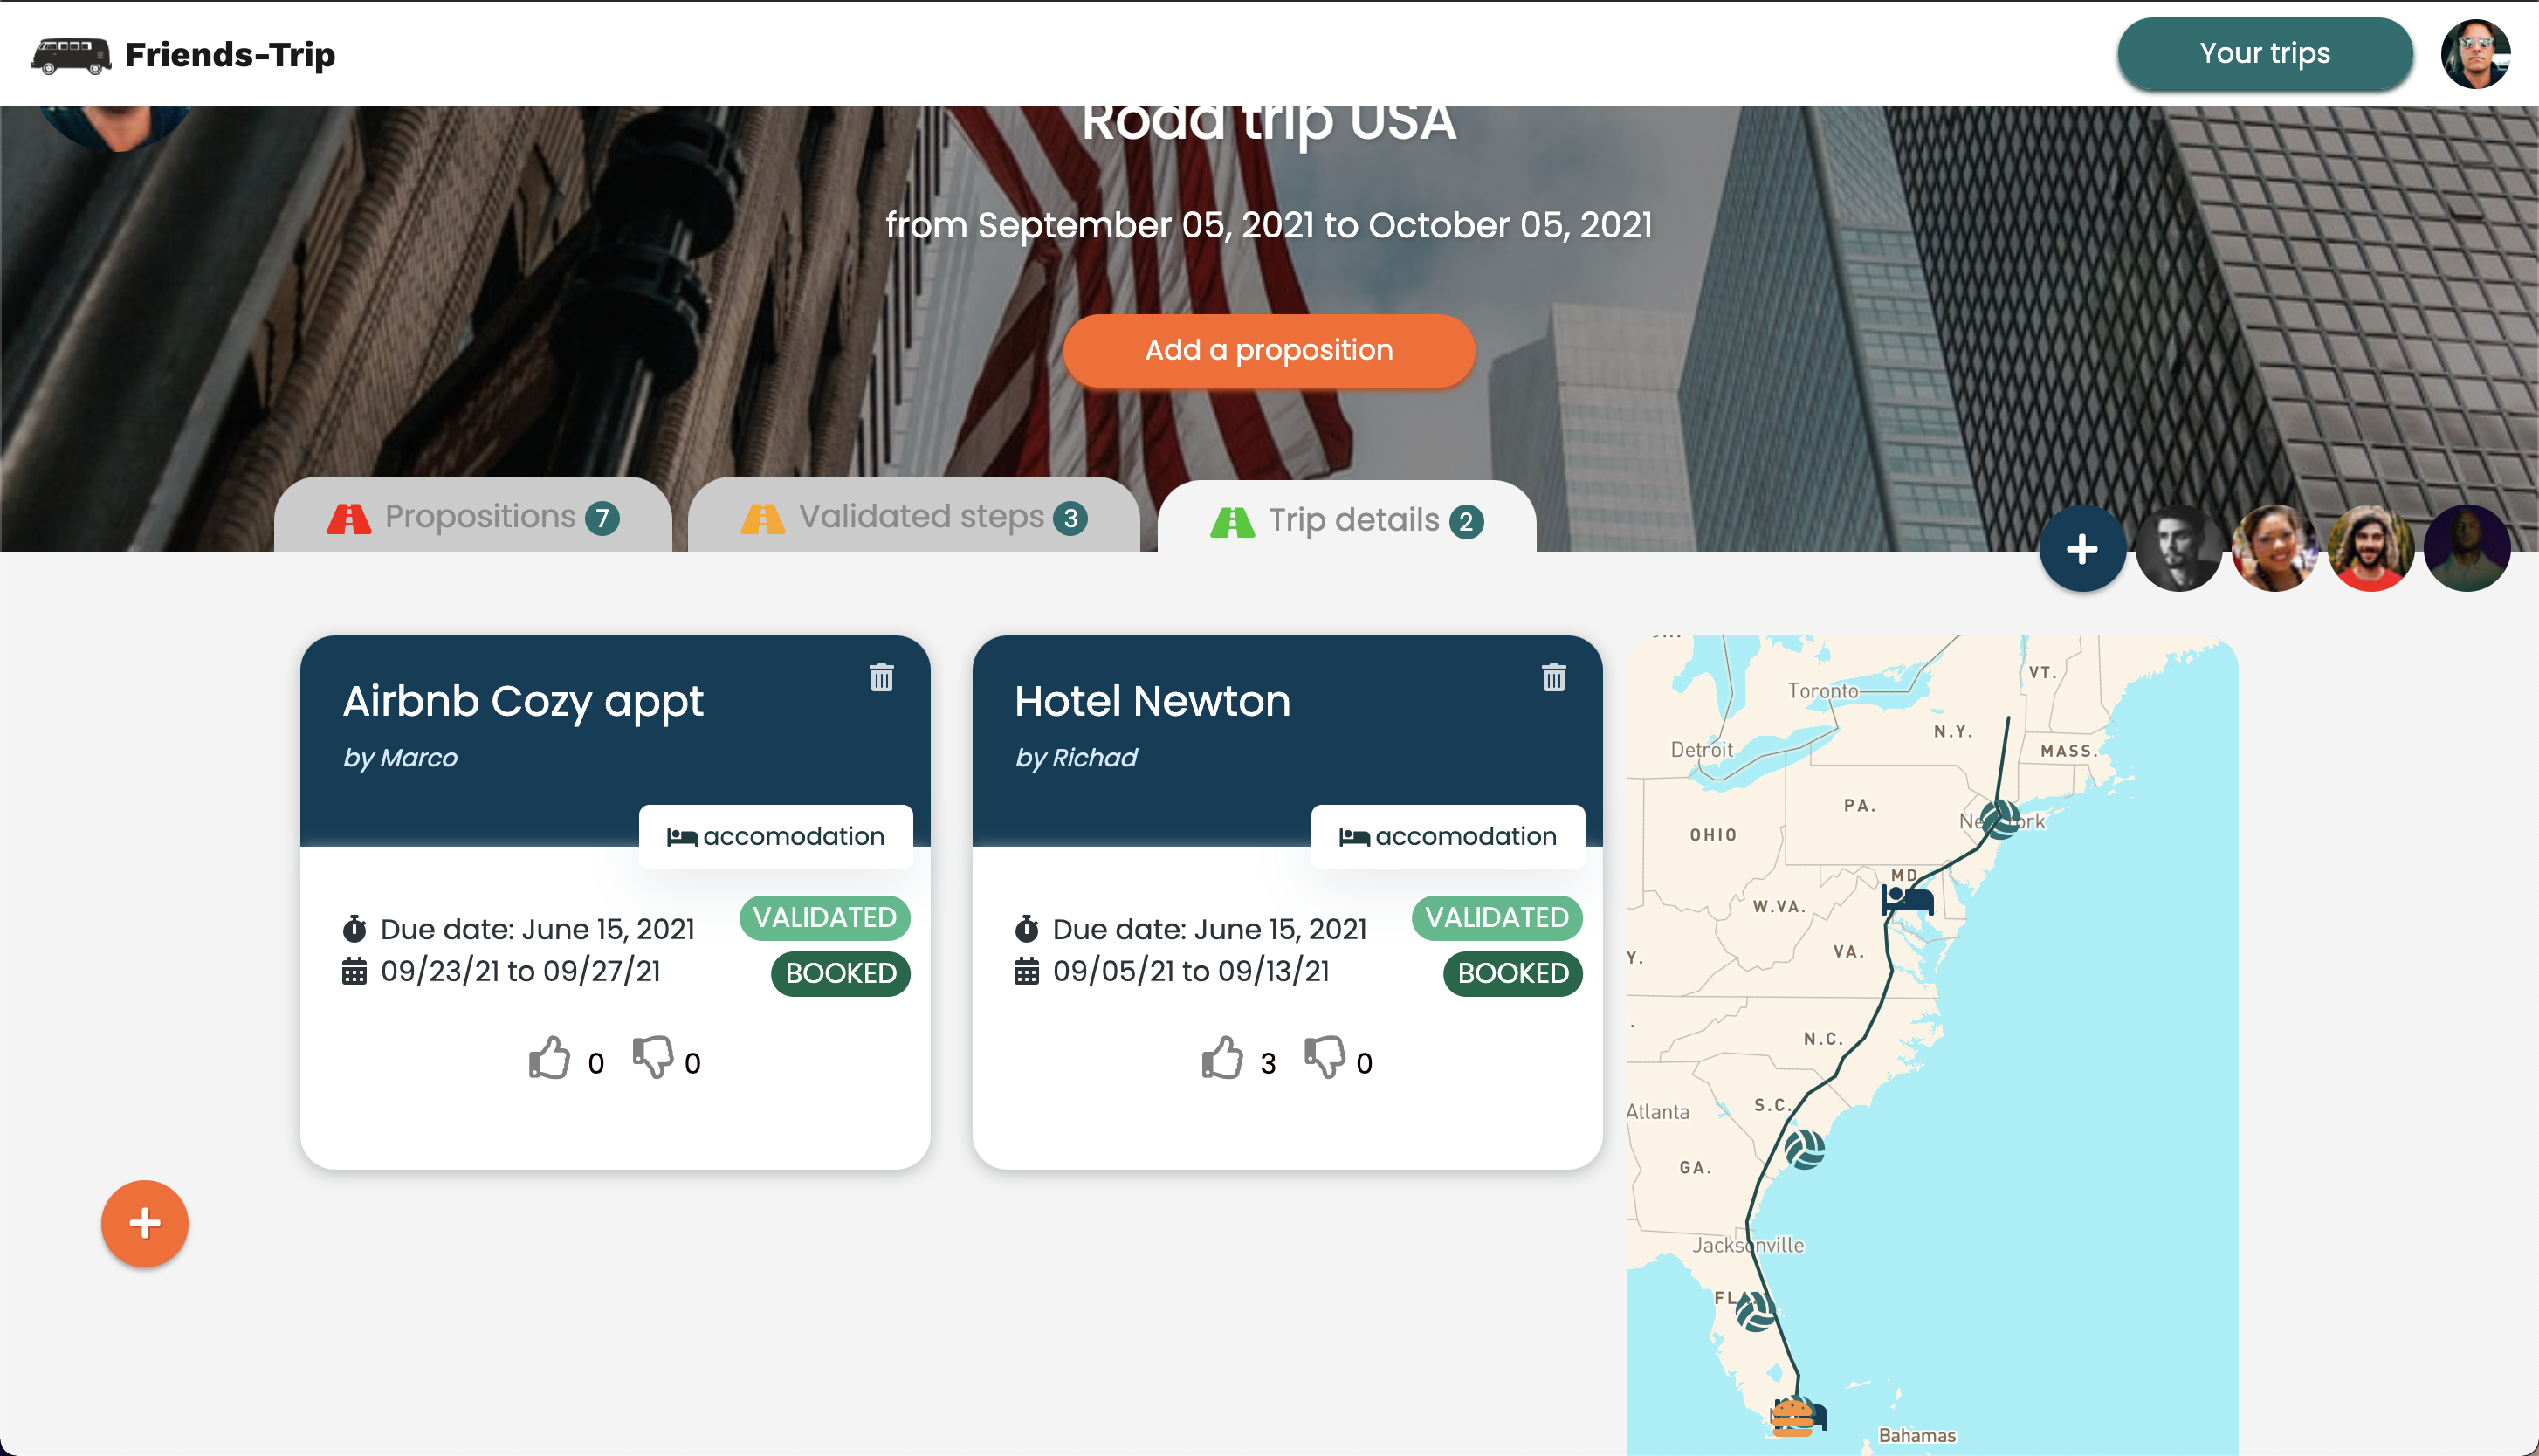 Friends-Trip
Your trips
Road trip USA
from September 05, 2021 to October 05, 2021
Add a proposition
Propositions 7
Validated steps 3
Trip details 2
Airbnb Cozy appt
by Marco
accomodation
Due date: June 15, 2021
VALIDATED
09/23/21 to 09/27/21
BOOKED
0 0
Hotel Newton
by Richad
accomodation
Due date: June 15, 2021
VALIDATED
09/05/21 to 09/13/21
BOOKED
3 0
VT.
Toronto
N.Y.
Detroit
MASS.
PA.
New York
OHIO
MD
W.VA.
VA.
Y.
N.C.
S.C.
Atlanta
GA.
Jacksonville
FLA.
Bahamas